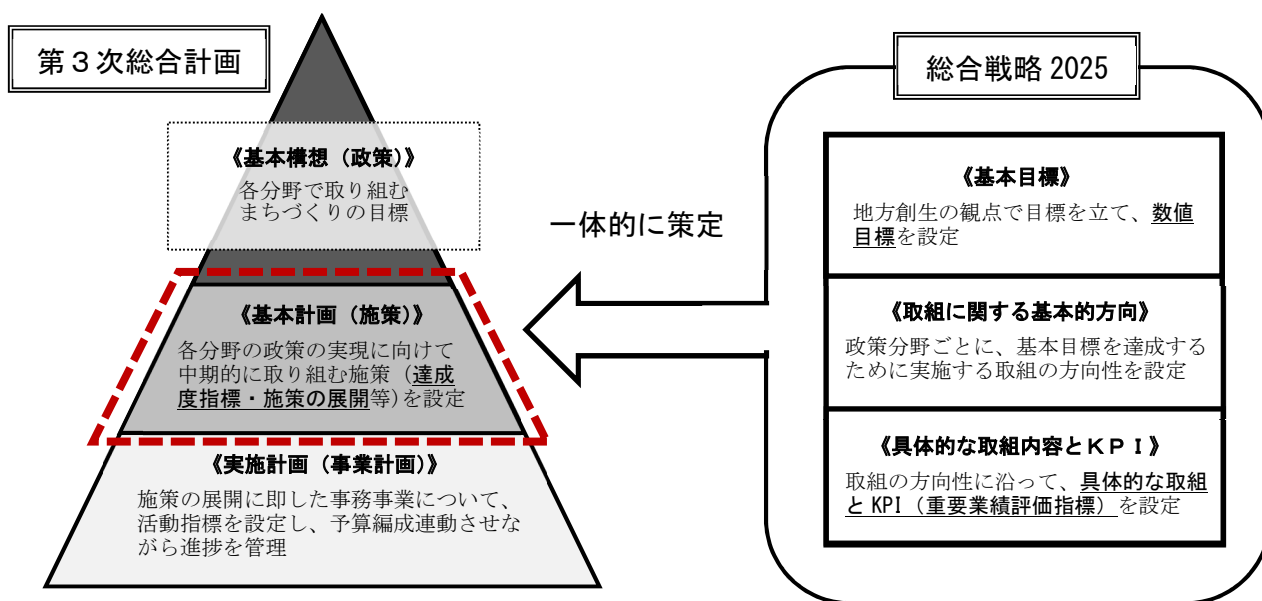 第３次総合計画
《基本構想（政策）》
各分野で取り組む
まちづくりの目標
《基本計画（施策）》
各分野の政策の実現に向けて
中期的に取り組む施策（達成
度指標・施策の展開等)を設定
《実施計画（事業計画）》
施策の展開に即した事務事業について、
活動指標を設定し、予算編成連動させな
がら進捗を管理
一体的に策定
総合戦略 2025
《基本目標》
地方創生の観点で目標を立て、数値
目標を設定
《取組に関する基本的方向》
政策分野ごとに、基本目標を達成する
ために実施する取組の方向性を設定
《具体的な取組内容とＫＰＩ》
取組の方向性に沿って、具体的な取組
と KPI（重要業績評価指標）を設定